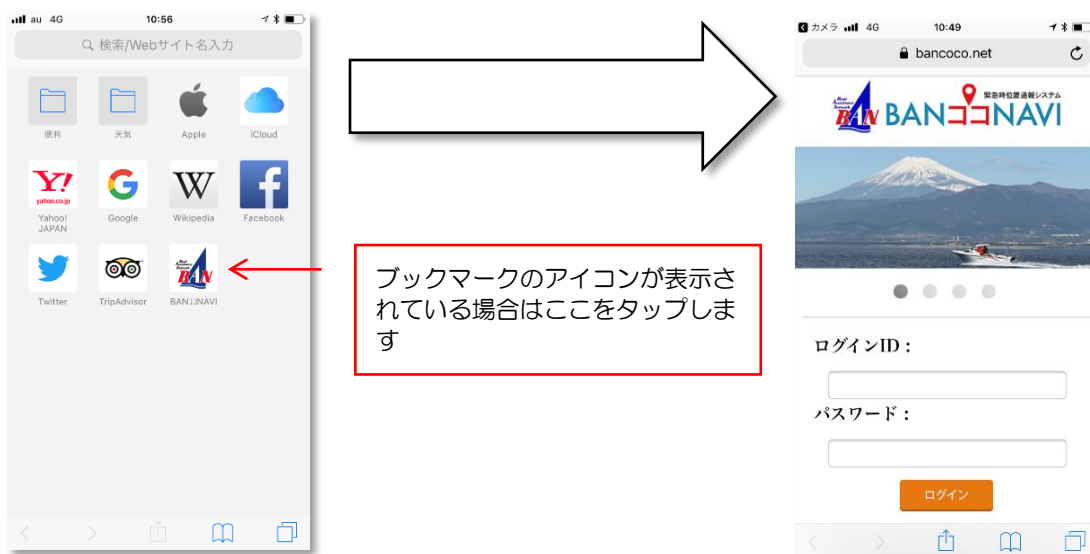 au 4G 10:56
検索/Webサイト名入力
便利
天気
Apple
iCloud
Y!
yahoo.co.jp
G
W
f
Yahoo!
JAPAN
Google
Wikipedia
Facebook
BAN
Twitter
TripAdvisor
BANココNAVI
ブックマークのアイコンが表示さ
れている場合はここをタップしま
す
カメラ 4G 10:49
bancoco.net
緊急時位置通報システム
BAN BANココNAVI
ログインID：
パスワード：
ログイン